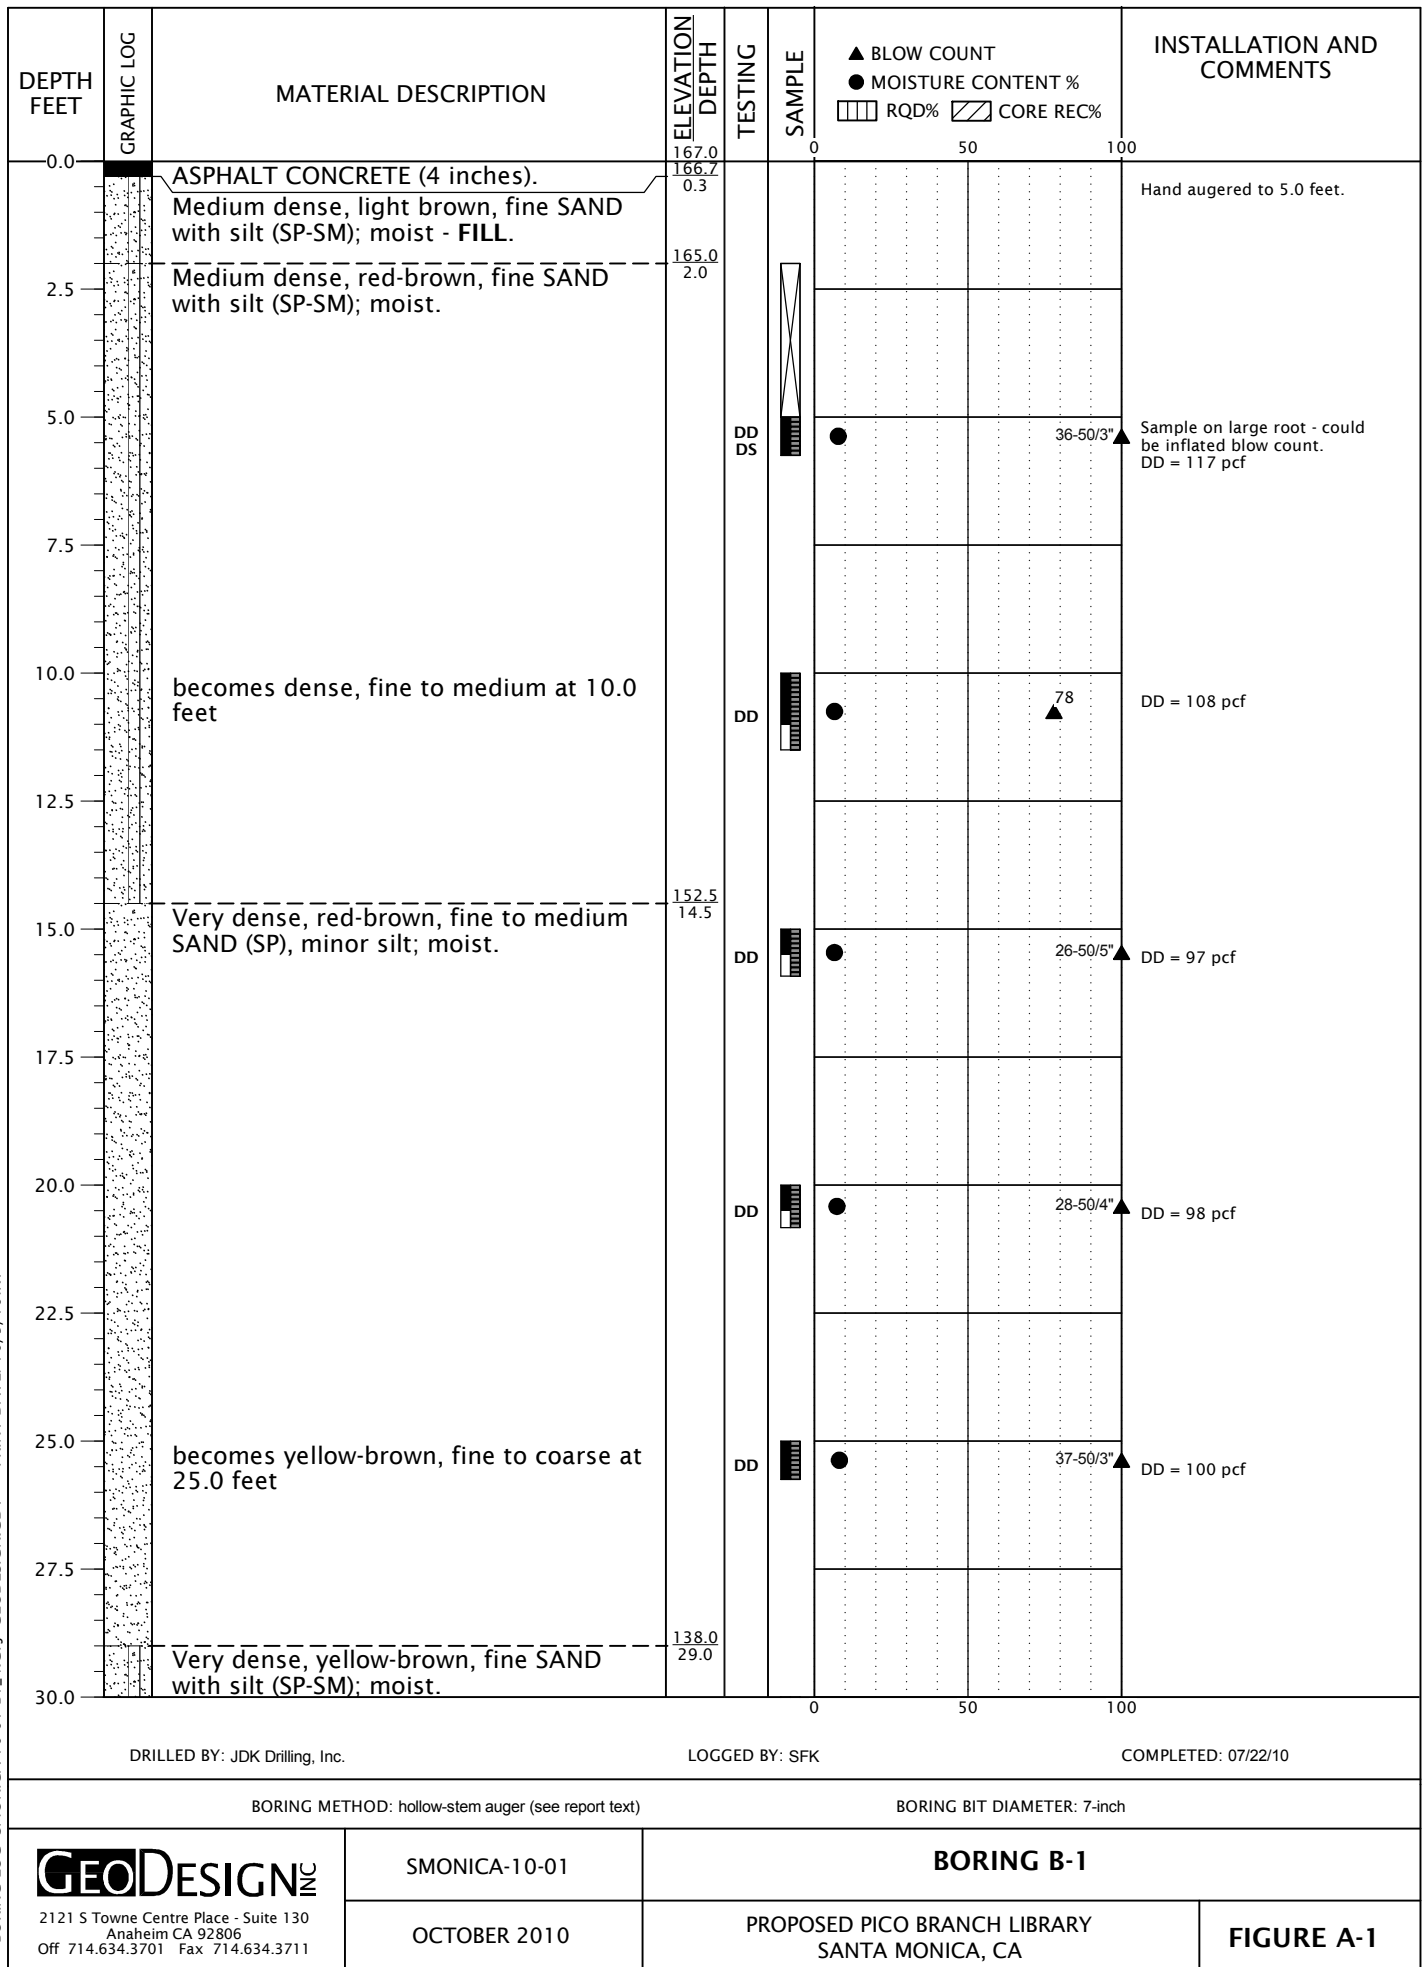 DEPTH
FEET
GRAPHIC LOG
MATERIAL DESCRIPTION
ELEVATION
DEPTH
TESTING
SAMPLE
▲ BLOW COUNT
● MOISTURE CONTENT %
RQD% CORE REC%
INSTALLATION AND
COMMENTS
0 50 100
0.0
167.0
166.7
0.3
ASPHALT CONCRETE (4 inches).
Hand augered to 5.0 feet.
Medium dense, light brown, fine SAND
with silt (SP-SM); moist - FILL.
165.0
2.0
Medium dense, red-brown, fine SAND
with silt (SP-SM); moist.
2.5
5.0
DD
DS
36-50/3"
Sample on large root - could
be inflated blow count.
DD = 117 pcf
7.5
10.0
becomes dense, fine to medium at 10.0
feet
DD
78
DD = 108 pcf
12.5
152.5
14.5
Very dense, red-brown, fine to medium
SAND (SP), minor silt; moist.
15.0
DD
26-50/5"
DD = 97 pcf
17.5
20.0
DD
28-50/4"
DD = 98 pcf
22.5
25.0
becomes yellow-brown, fine to coarse at
25.0 feet
DD
37-50/3"
DD = 100 pcf
27.5
138.0
29.0
Very dense, yellow-brown, fine SAND
with silt (SP-SM); moist.
30.0
0 50 100
DRILLED BY: JDK Drilling, Inc.
LOGGED BY: SFK
COMPLETED: 07/22/10
BORING METHOD: hollow-stem auger (see report text)
BORING BIT DIAMETER: 7-inch
GEODESIGN INC
2121 S Towne Centre Place - Suite 130
Anaheim CA 92806
Off 714.634.3701 Fax 714.634.3711
SMONICA-10-01
OCTOBER 2010
BORING B-1
PROPOSED PICO BRANCH LIBRARY
SANTA MONICA, CA
FIGURE A-1